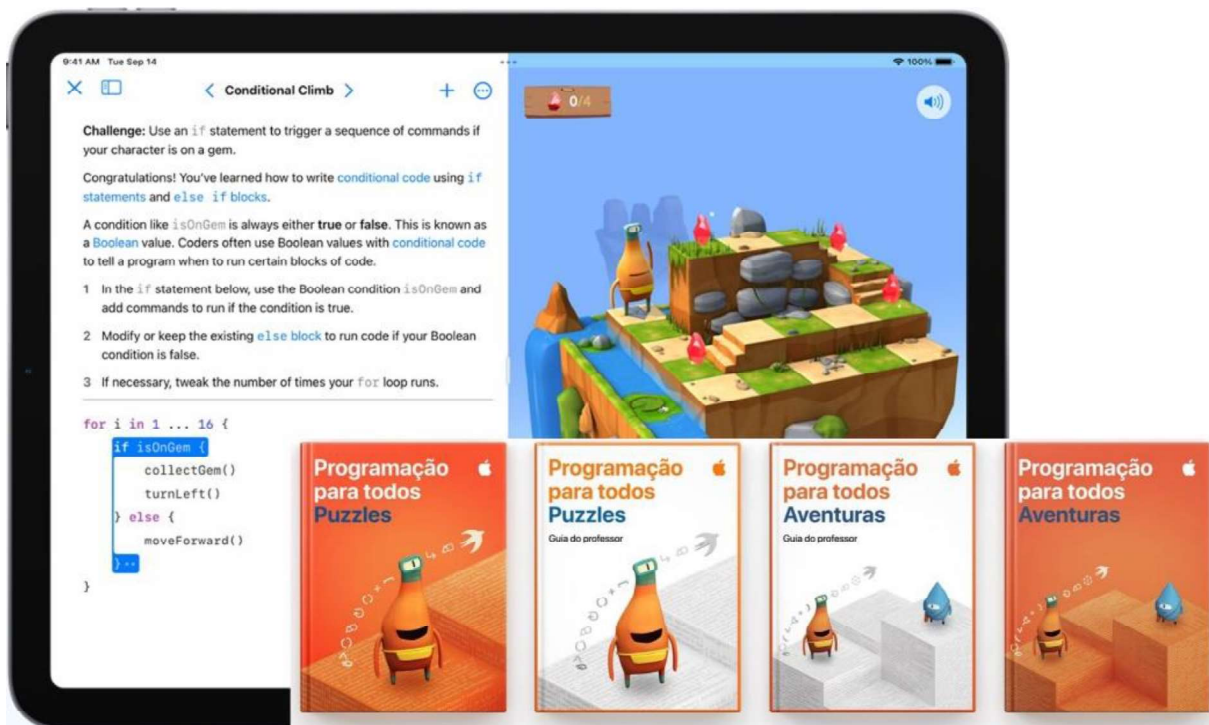 9:41 AM Tue Sep 14
100%
Conditional Climb
0/4
Challenge: Use an if statement to trigger a sequence of commands if
your character is on a gem.
Congratulations! You've learned how to write conditional code using if
statements and else if blocks.
A condition like isOnGem is always either true or false. This is known as
a Boolean value. Coders often use Boolean values with conditional code
to tell a program when to run certain blocks of code.
1 In the if statement below, use the Boolean condition isOnGem and
add commands to run if the condition is true.
2 Modify or keep the existing else block to run code if your Boolean
condition is false.
3 If necessary, tweak the number of times your for loop runs.
for i in 1 ... 16 {
if isOnGem {
collectGem()
turnLeft()
} else {
moveForward()
}
}
Programação
para todos
Puzzles
Programação
para todos
Puzzles
Guia do professor
Programação
para todos
Aventuras
Guia do professor
Programação
para todos
Aventuras